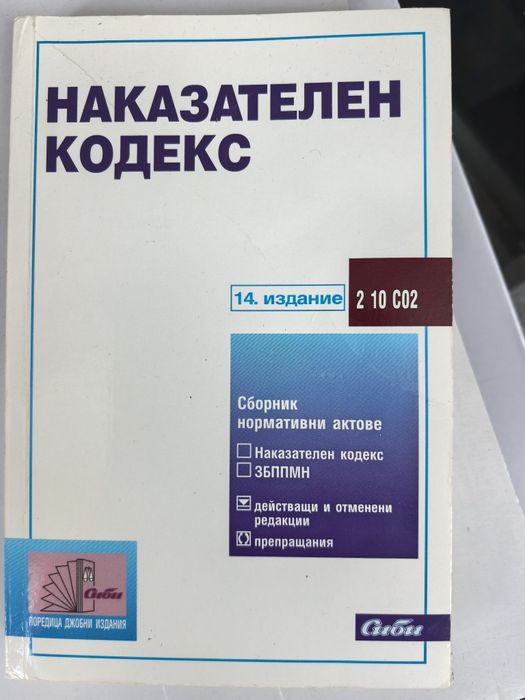 НАКАЗАТЕЛЕН
КОДЕКС
14. издание
2 10 C02
Сборник
нормативни актове
Наказателен кодекс
ЗБППМН
действащи и отменени
редакции
препращания
Сиби
ПОРЕДИЦА ДЖОБНИ ИЗДАНИЯ
Сиби